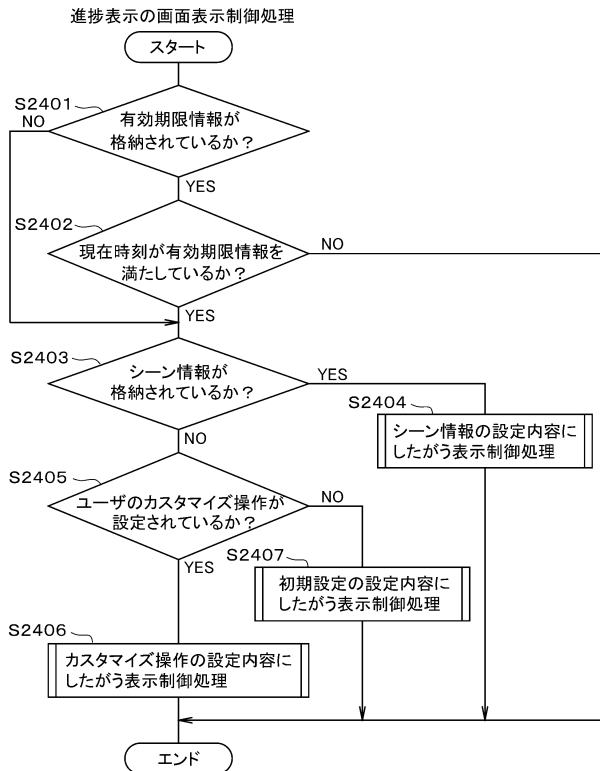 進捗表示の画面表示制御処理
スタート
S2401
NO
有効期限情報が
格納されているか？
YES
S2402
現在時刻が有効期限情報を
満たしているか？
NO
YES
S2403
シーン情報が
格納されているか？
YES
NO
S2404
シーン情報の設定内容に
したがう表示制御処理
S2405
ユーザのカスタマイズ操作が
設定されているか？
NO
YES
S2407
初期設定の設定内容に
したがう表示制御処理
S2406
カスタマイズ操作の設定内容に
したがう表示制御処理
エンド